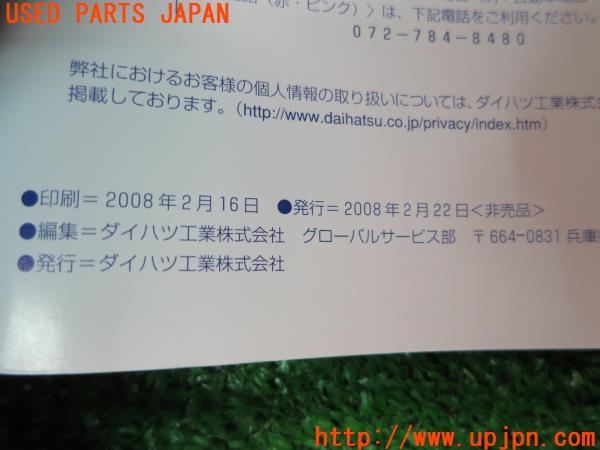 USED PARTS JAPAN
(赤・ピンク)〉は、下記電話をご利用ください。
072-784-8480
弊社におけるお客様の個人情報の取り扱いについては、ダイハツ工業株式会
掲載しております。(http://www.daihatsu.co.jp/privacy/index.htm)
●印刷=2008年2月16日 ●発行=2008年2月22日<非売品>
●編集=ダイハツ工業株式会社 グローバルサービス部 〒664-0831 兵庫県
●発行=ダイハツ工業株式会社
http://www.upjpn.com